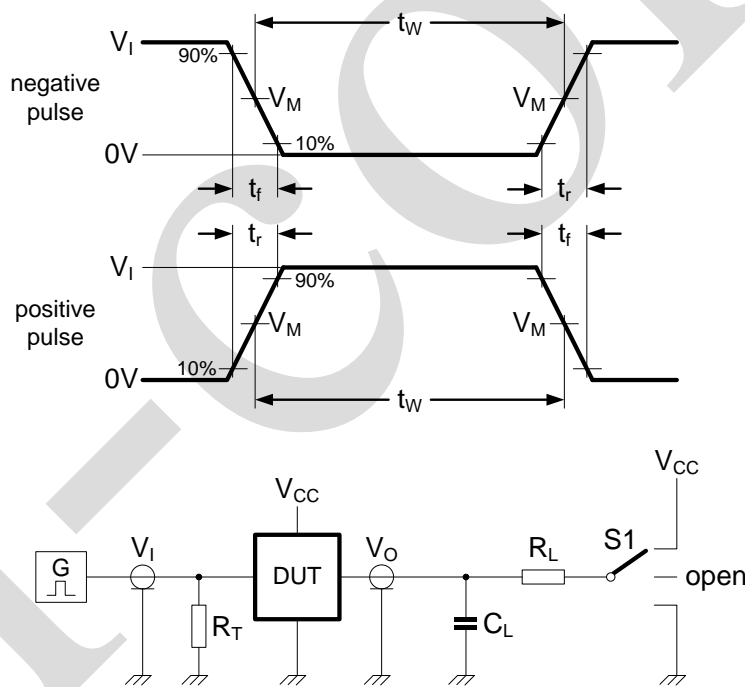 t_W
V_I
90%
negative
pulse
V_M
V_M
0V
10%
t_f
t_r
t_r
t_f
V_I
90%
positive
pulse
V_M
V_M
10%
0V
t_W
V_CC
V_CC
G
V_I
DUT
V_O
R_L
S1
open
R_T
C_L